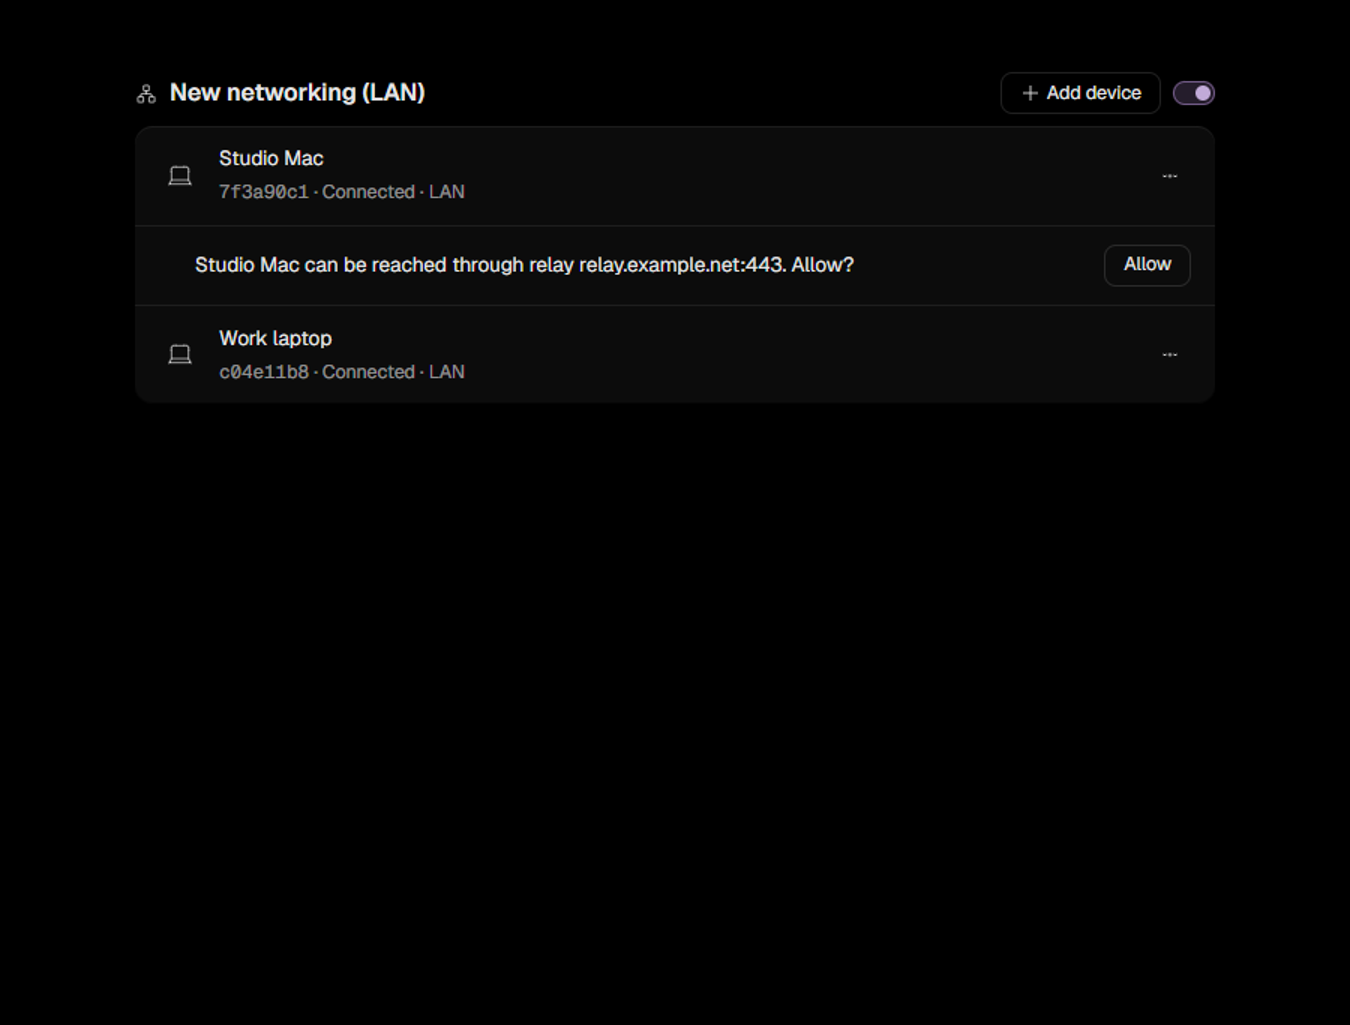 New networking (LAN)
+ Add device
Studio Mac
7f3a90c1 · Connected · LAN
Studio Mac can be reached through relay relay.example.net:443. Allow?
Allow
Work laptop
c04e11b8 · Connected · LAN